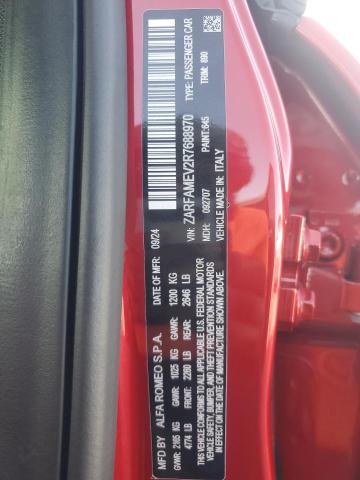 MFD BY ALFA ROMEO S.P.A. DATE OF MFR 09/24
GVWR: 2165 KG GAWR: 1025 KG GAWR: 1200 KG
4774 LB FRONT: 2260 LB REAR: 2646 LB
THIS VEHICLE CONFORMS TO ALL APPLICABLE U.S. FEDERAL MOTOR
VEHICLE SAFETY, BUMPER, AND THEFT PREVENTION STANDARDS
IN EFFECT ON THE DATE OF MANUFACTURE SHOWN ABOVE.
VIN: ZARFAMEV2R7688970 TYPE: PASSENGER CAR
MDH: 092707 PAINT: 645 TRIM: 890
VEHICLE MADE IN: ITALY